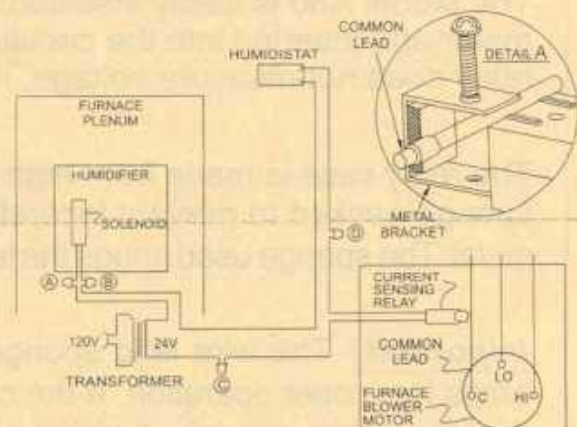 COMMON
LEAD
DETAIL A
HUMIDISTAT
FURNACE
PLENUM
HUMIDIFIER
SOLENOID
METAL
BRACKET
D
A
B
CURRENT
SENSING
RELAY
120V
24V
C
TRANSFORMER
COMMON
LEAD
LO
C
HI
FURNACE
BLOWER
MOTOR